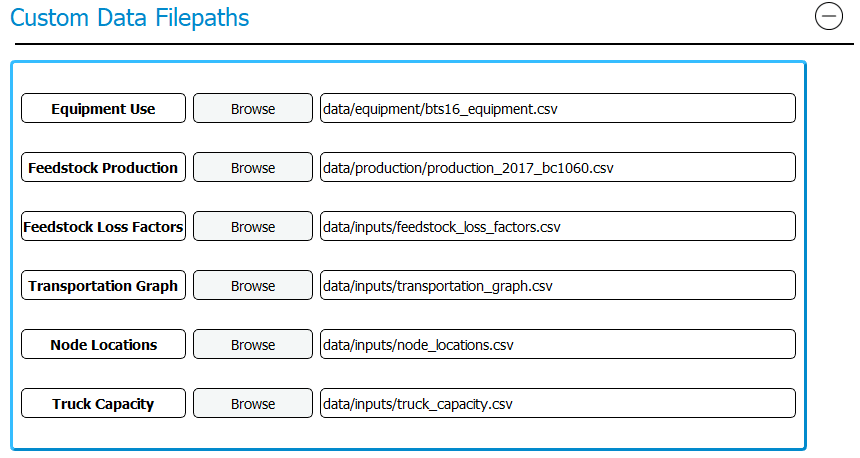 Custom Data Filepaths
Equipment Use Browse data/equipment/bts16_equipment.csv
Feedstock Production Browse data/production/production_2017_bc1060.csv
Feedstock Loss Factors Browse data/inputs/feedstock_loss_factors.csv
Transportation Graph Browse data/inputs/transportation_graph.csv
Node Locations Browse data/inputs/node_locations.csv
Truck Capacity Browse data/inputs/truck_capacity.csv